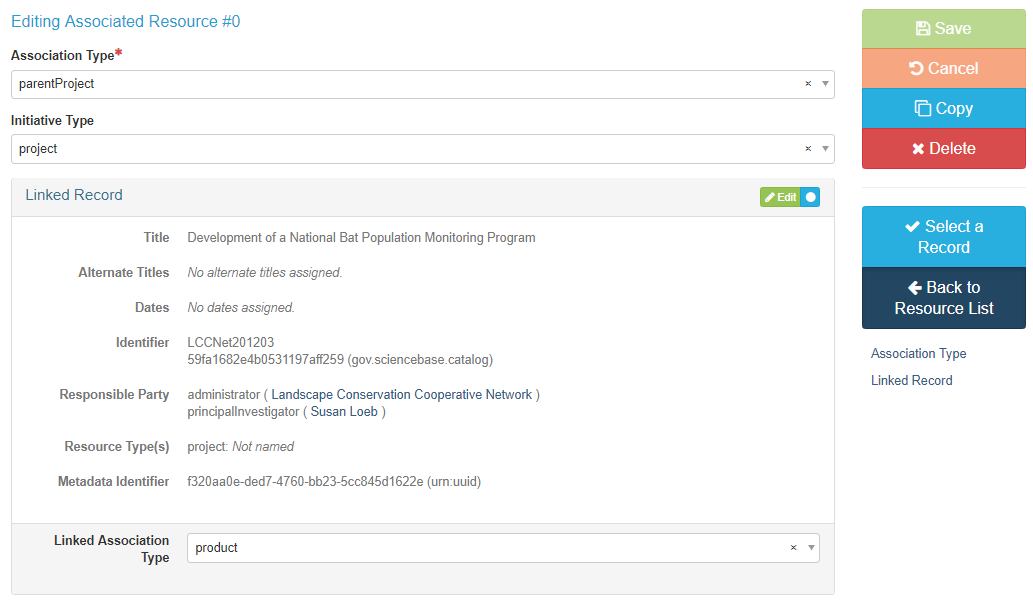 Editing Associated Resource #0
Association Type*
parentProject
Initiative Type
project
Linked Record
Edit
Title Development of a National Bat Population Monitoring Program
Alternate Titles No alternate titles assigned.
Dates No dates assigned.
Identifier LCCNet201203
59fa1682e4b0531197aff259 (gov.sciencebase.catalog)
Responsible Party administrator ( Landscape Conservation Cooperative Network )
principalInvestigator ( Susan Loeb )
Resource Type(s) project: Not named
Metadata Identifier f320aa0e-ded7-4760-bb23-5cc845d1622e (urn:uuid)
Linked Association
Type
product
Save
Cancel
Copy
Delete
Select a
Record
Back to
Resource List
Association Type
Linked Record